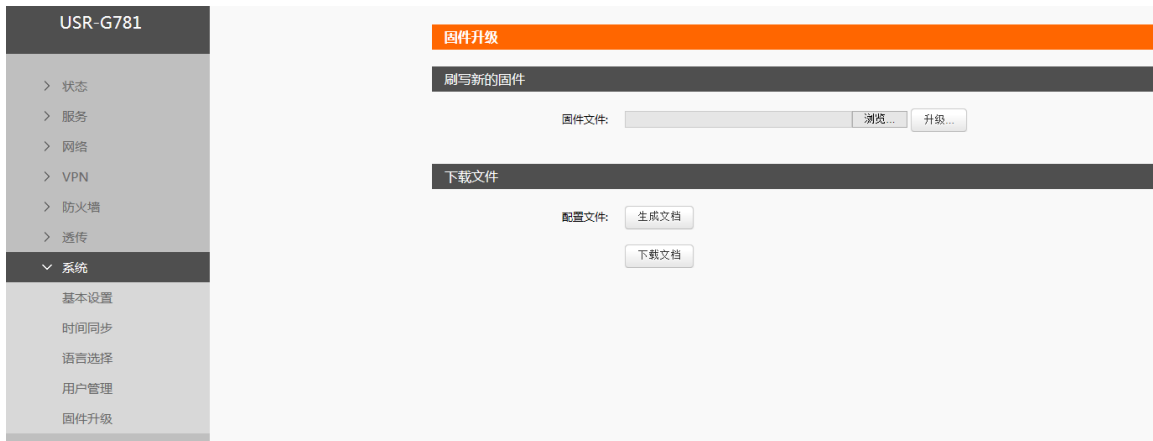 USR-G781
状态
服务
网络
VPN
防火墙
透传
系统
基本设置
时间同步
语言选择
用户管理
固件升级
固件升级
刷写新的固件
固件文件: 浏览... 升级...
下载文件
配置文件: 生成文档
下载文档